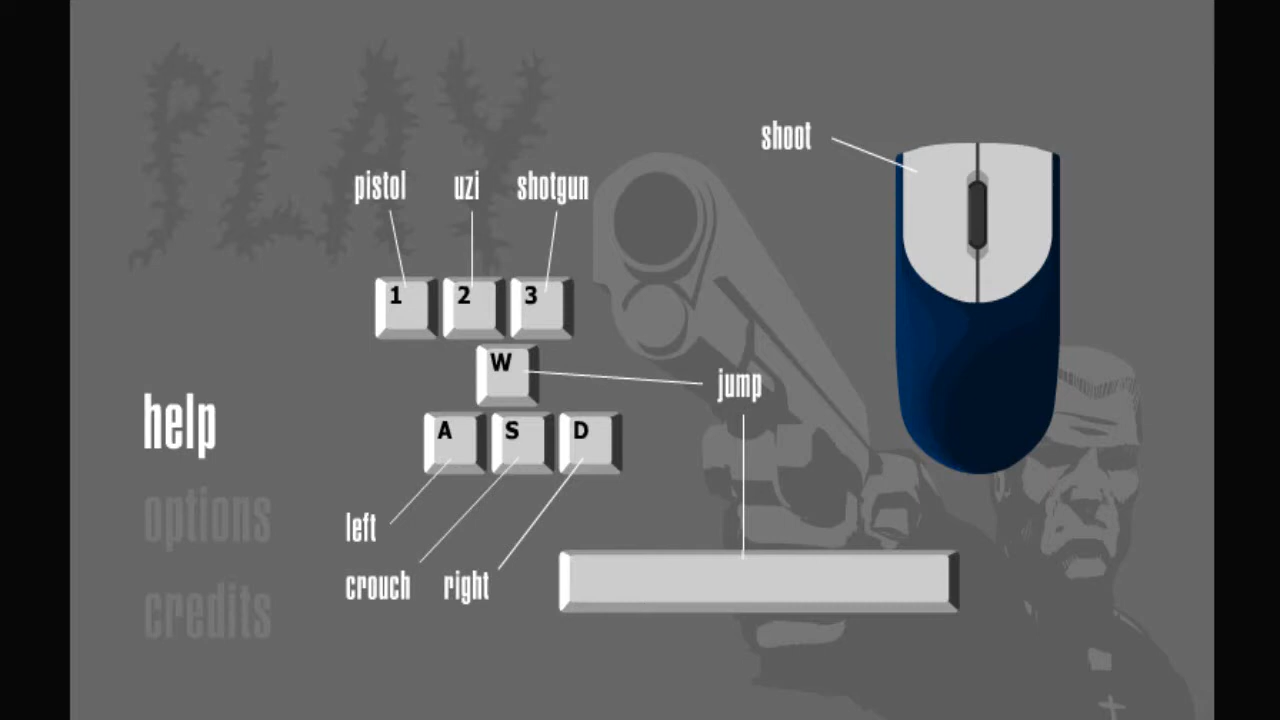 PLAY
shoot
pistol uzi shotgun
1 2 3
W
jump
help
A S D
options
left
crouch right
credits